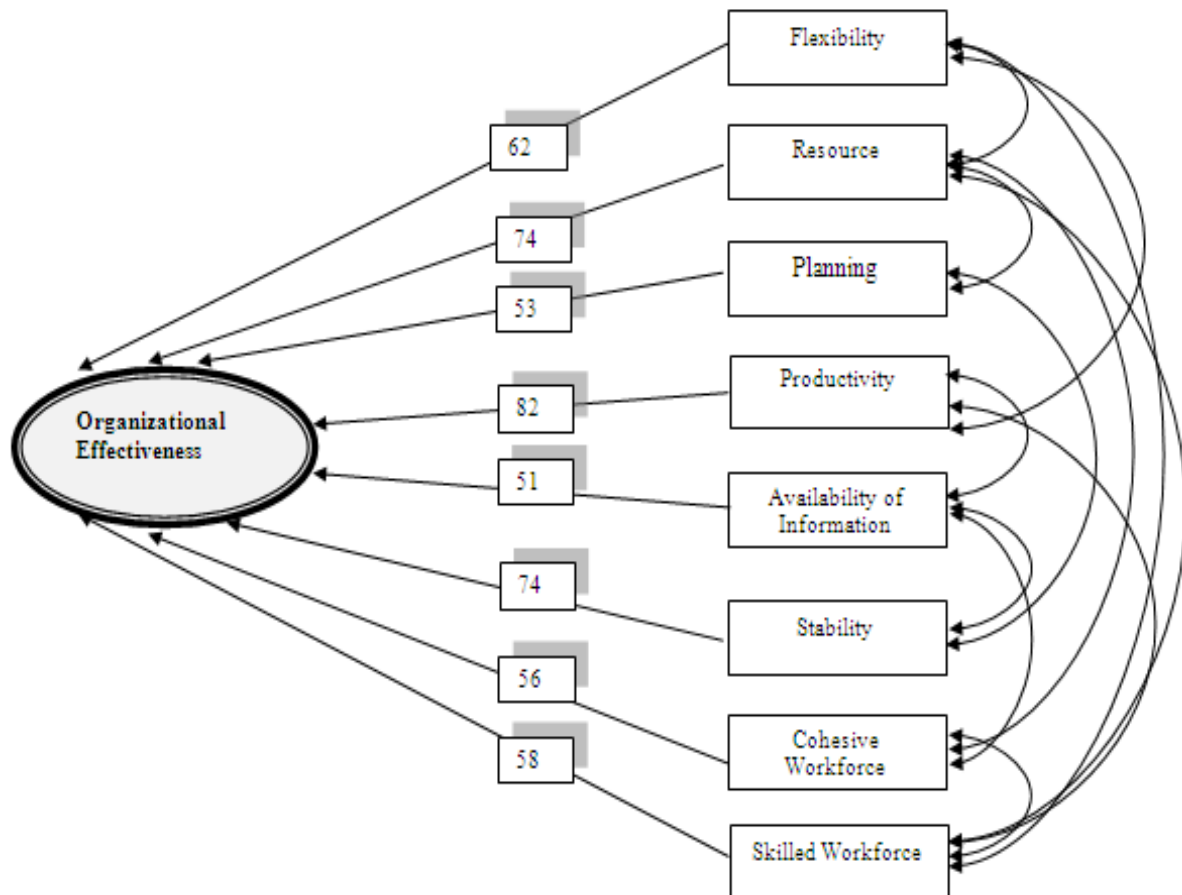 Flexibility
62
Resource
74
Planning
53
Productivity
82
Organizational
Effectiveness
51
Availability of
Information
74
Stability
56
Cohesive
Workforce
58
Skilled Workforce